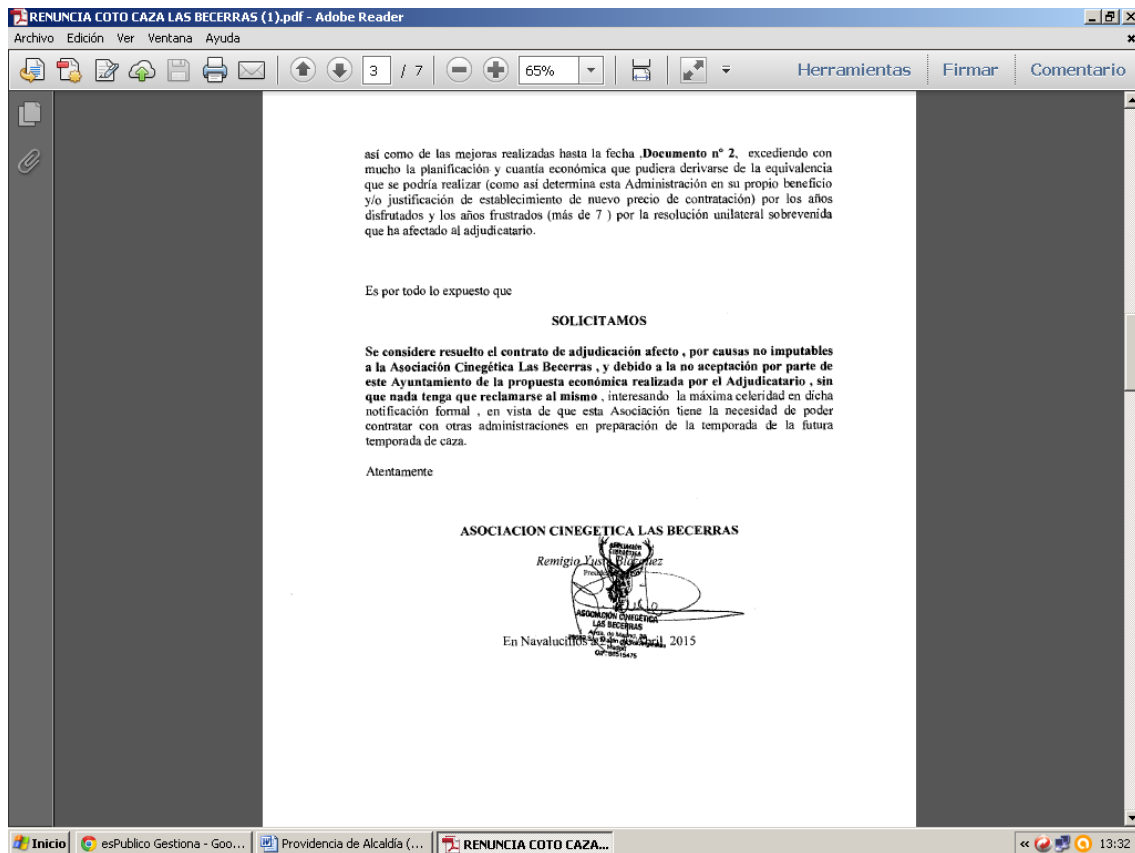 RENUNCIA COTO CAZA LAS BECERRAS (1).pdf - Adobe Reader
Archivo Edición Ver Ventana Ayuda
3 / 7 65% Herramientas Firmar Comentario
así como de las mejoras realizadas hasta la fecha ,Documento nº 2, excediendo con
mucho la planificación y cuantía económica que pudiera derivarse de la equivalencia
que se podría realizar (como así determina esta Administración en su propio beneficio
y/o justificación de establecimiento de nuevo precio de contratación) por los años
disfrutados y los años frustrados (más de 7 ) por la resolución unilateral sobrevenida
que ha afectado al adjudicatario.
Es por todo lo expuesto que
SOLICITAMOS
Se considere resuelto el contrato de adjudicación afecto , por causas no imputables
a la Asociación Cinegética Las Becerras , y debido a la no aceptación por parte de
este Ayuntamiento de la propuesta económica realizada por el Adjudicatario , sin
que nada tenga que reclamarse al mismo , interesando la máxima celeridad en dicha
notificación formal , en vista de que esta Asociación tiene la necesidad de poder
contratar con otras administraciones en preparación de la temporada de la futura
temporada de caza.
Atentamente
ASOCIACION CINEGETICA LAS BECERRAS
ASOCIACIÓN
CINEGÉTICA
Remigio Yuste
ASOCIACIÓN CINEGÉTICA
LAS BECERRAS
En Navalucillos a Abril, 2015
Madrid
Inicio esPublico Gestiona - Goo... Providencia de Alcaldía (... RENUNCIA COTO CAZA... 13:32